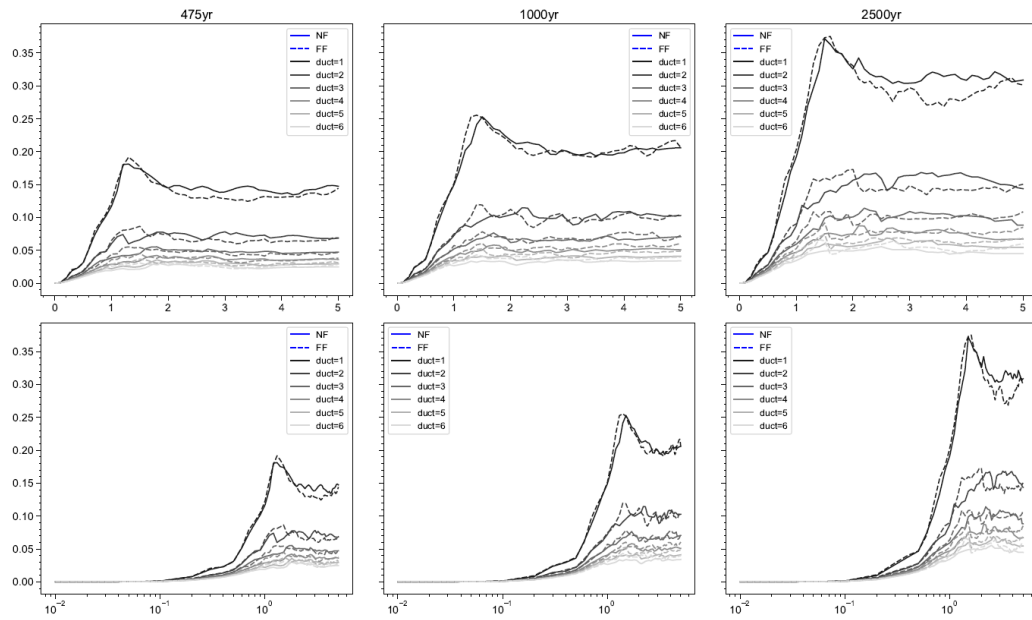 475yr
1000yr
2500yr
0.35
0.30
0.25
0.20
0.15
0.10
0.05
0.00
NF
FF
duct=1
duct=2
duct=3
duct=4
duct=5
duct=6
NF
FF
duct=1
duct=2
duct=3
duct=4
duct=5
duct=6
NF
FF
duct=1
duct=2
duct=3
duct=4
duct=5
duct=6
0 1 2 3 4 5
0 1 2 3 4 5
0 1 2 3 4 5
0.35
0.30
0.25
0.20
0.15
0.10
0.05
0.00
NF
FF
duct=1
duct=2
duct=3
duct=4
duct=5
duct=6
NF
FF
duct=1
duct=2
duct=3
duct=4
duct=5
duct=6
NF
FF
duct=1
duct=2
duct=3
duct=4
duct=5
duct=6
10⁻² 10⁻¹ 10⁰
10⁻² 10⁻¹ 10⁰
10⁻² 10⁻¹ 10⁰